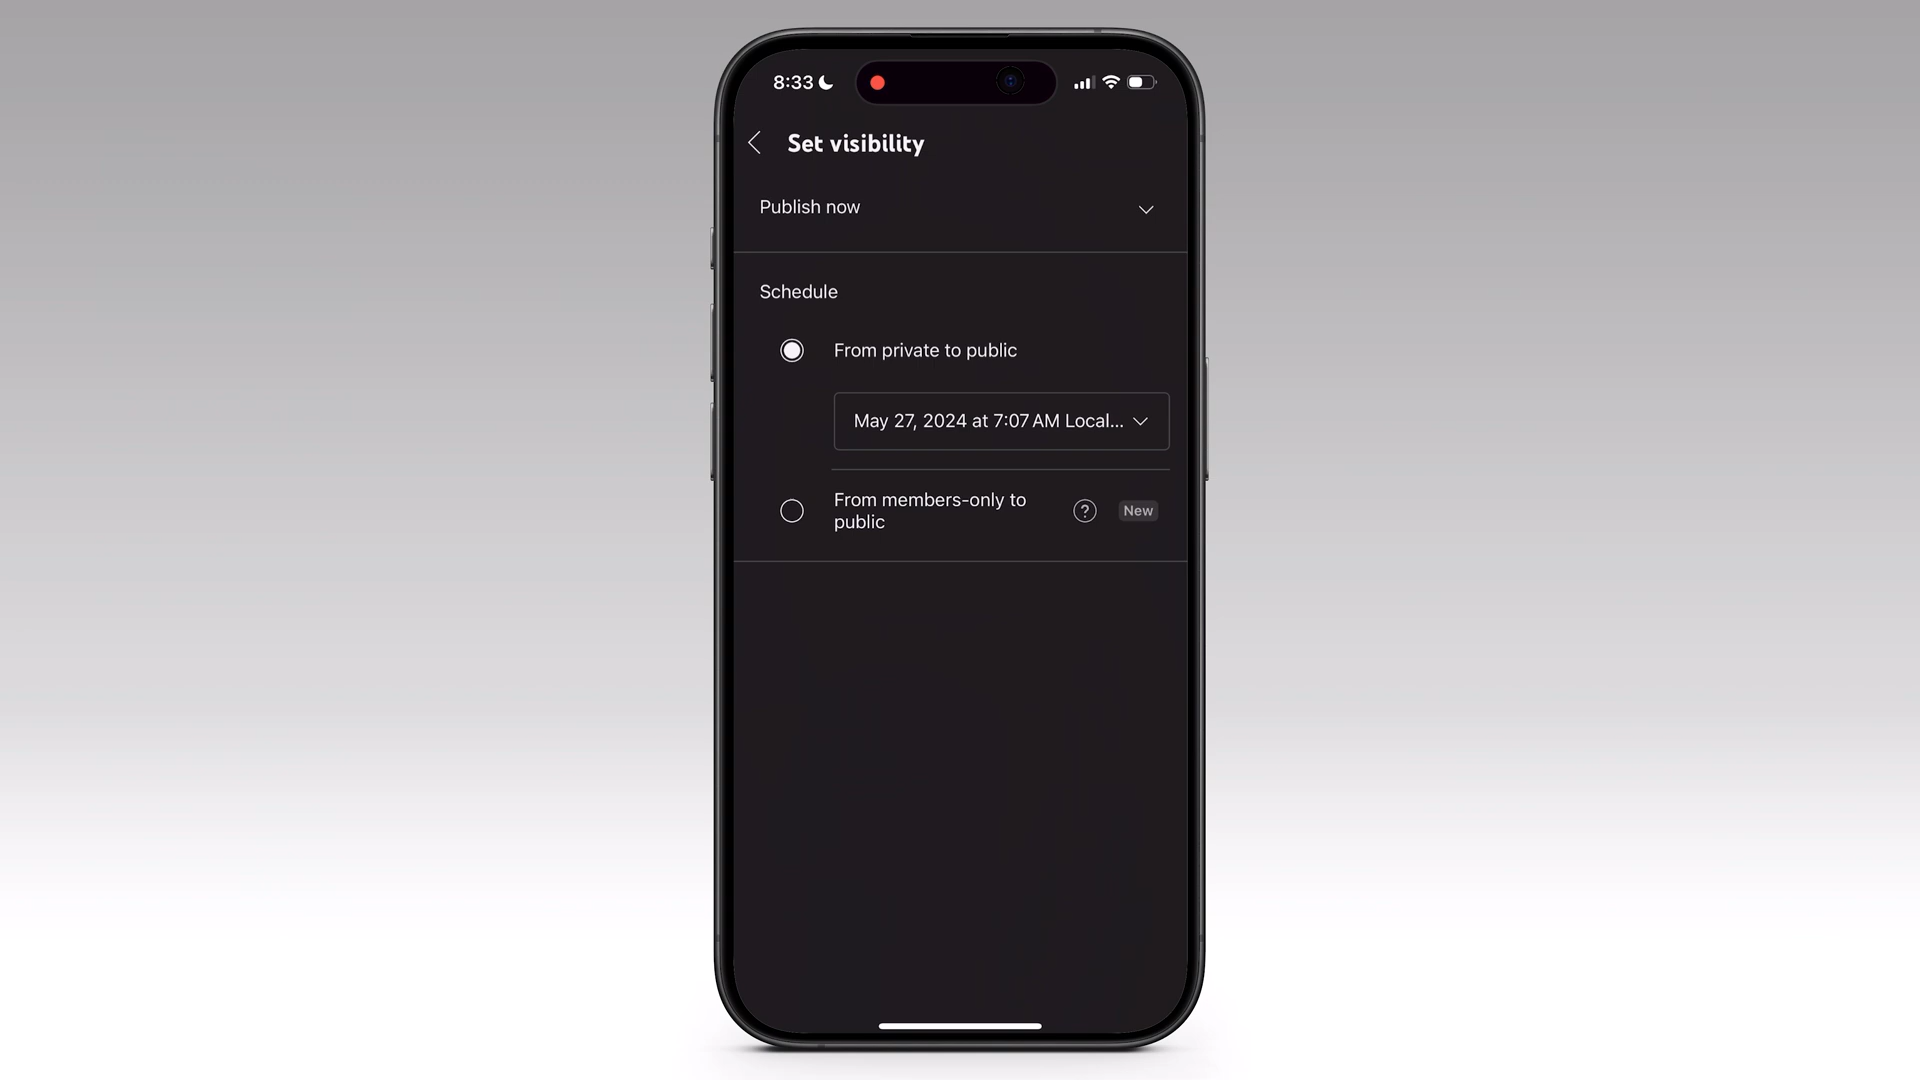 8:33
Set visibility
Publish now
Schedule
From private to public
May 27, 2024 at 7:07 AM Local...
From members-only to
public
?
New